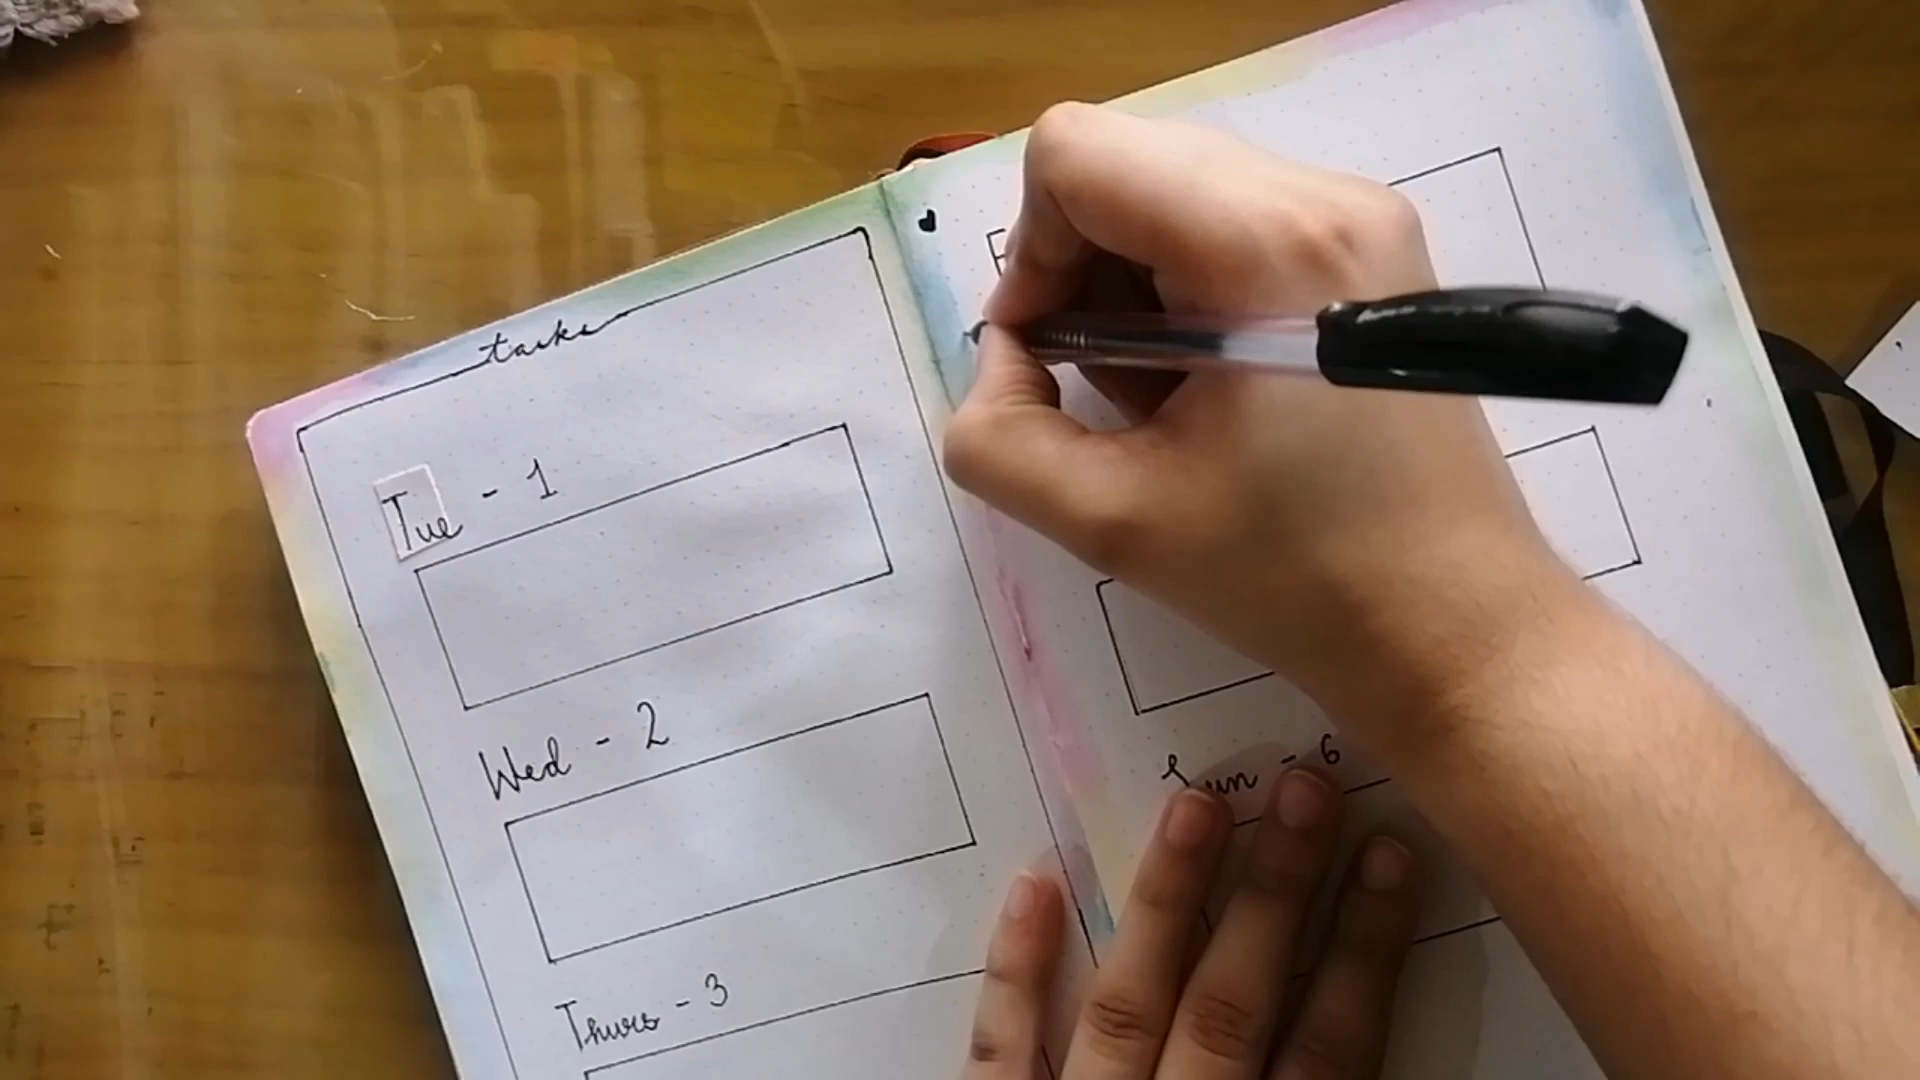 tasks
Tue - 1
Wed - 2
Thurs - 3
Sun - 6